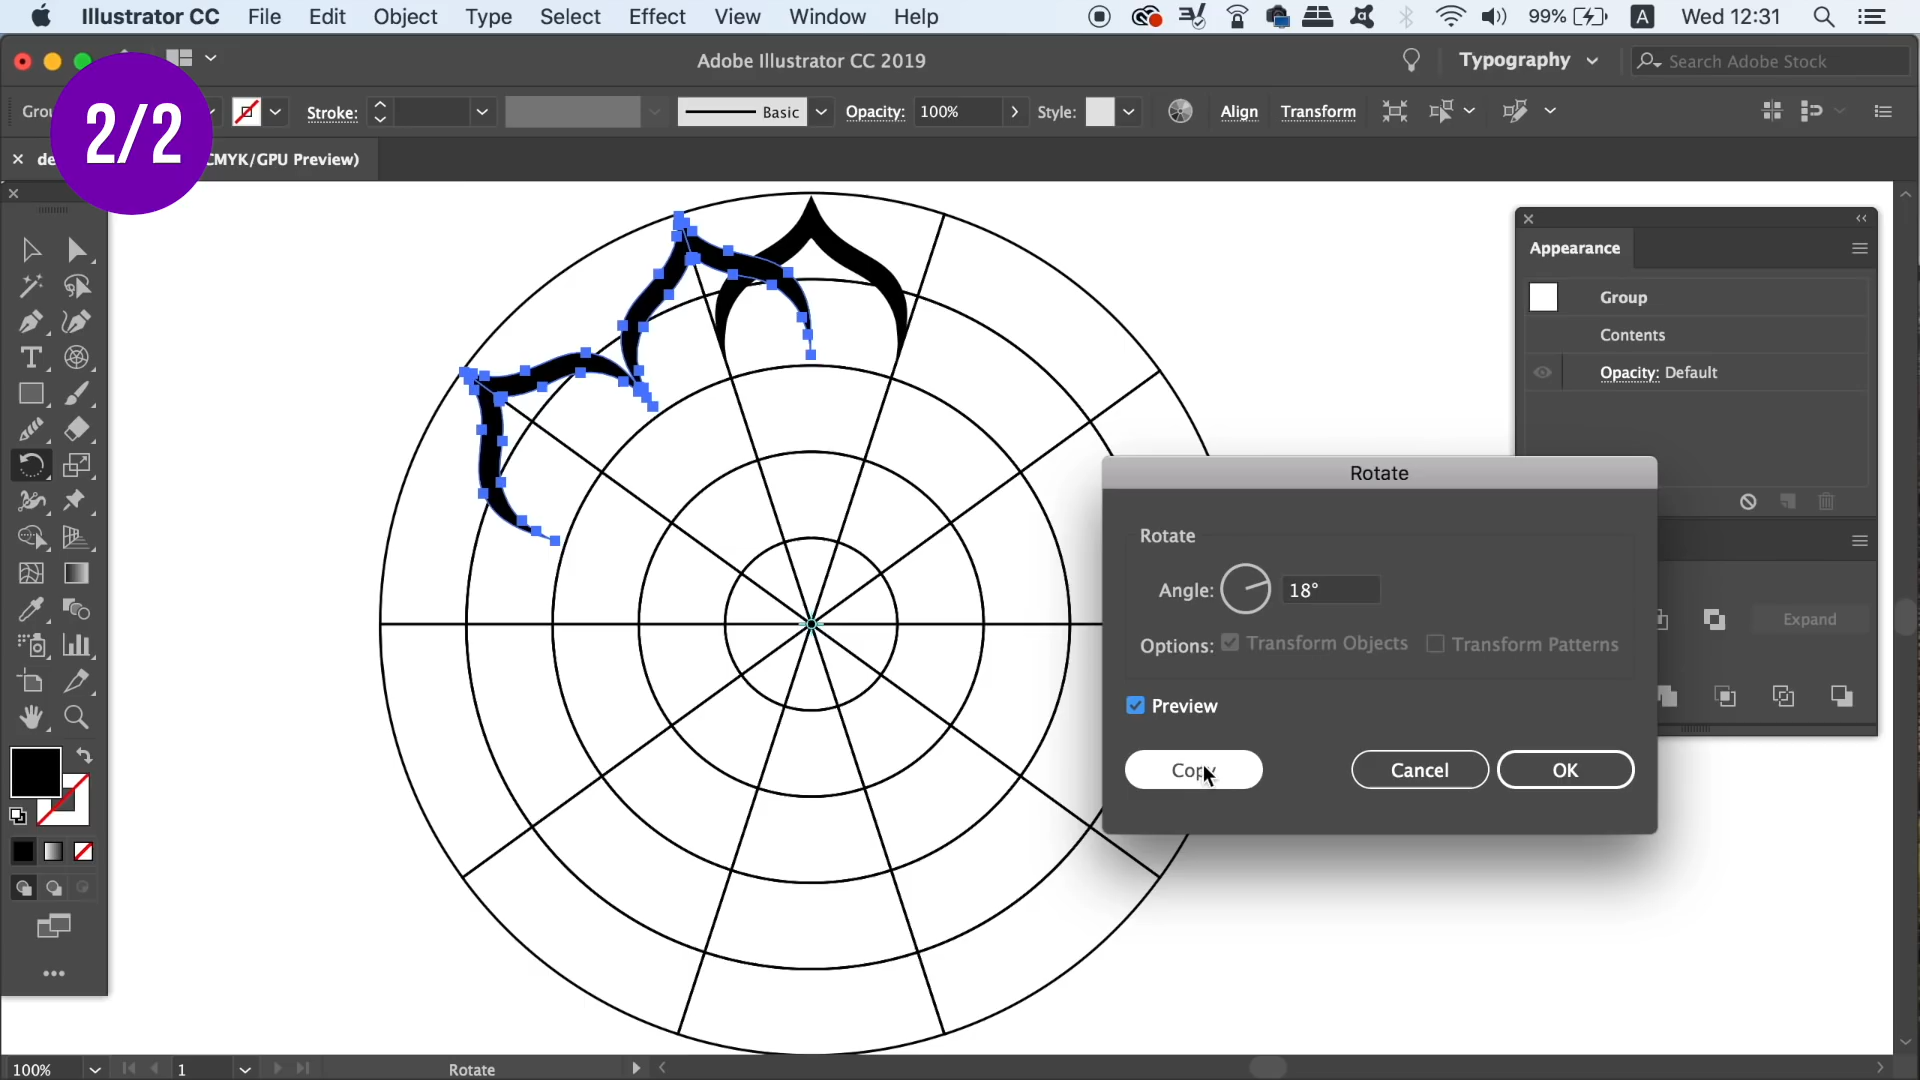 Illustrator CC File Edit Object Type Select Effect View Window Help 99% A Wed 12:31
Adobe Illustrator CC 2019 Typography Search Adobe Stock
Stroke: Basic Opacity: 100% Style: Align Transform
2/2
CMYK/GPU Preview)
Appearance
Group
Contents
Opacity: Default
Rotate
Rotate
Angle: 18°
Expand
Options: Transform Objects Transform Patterns
Preview
Copy Cancel OK
100% 1 Rotate